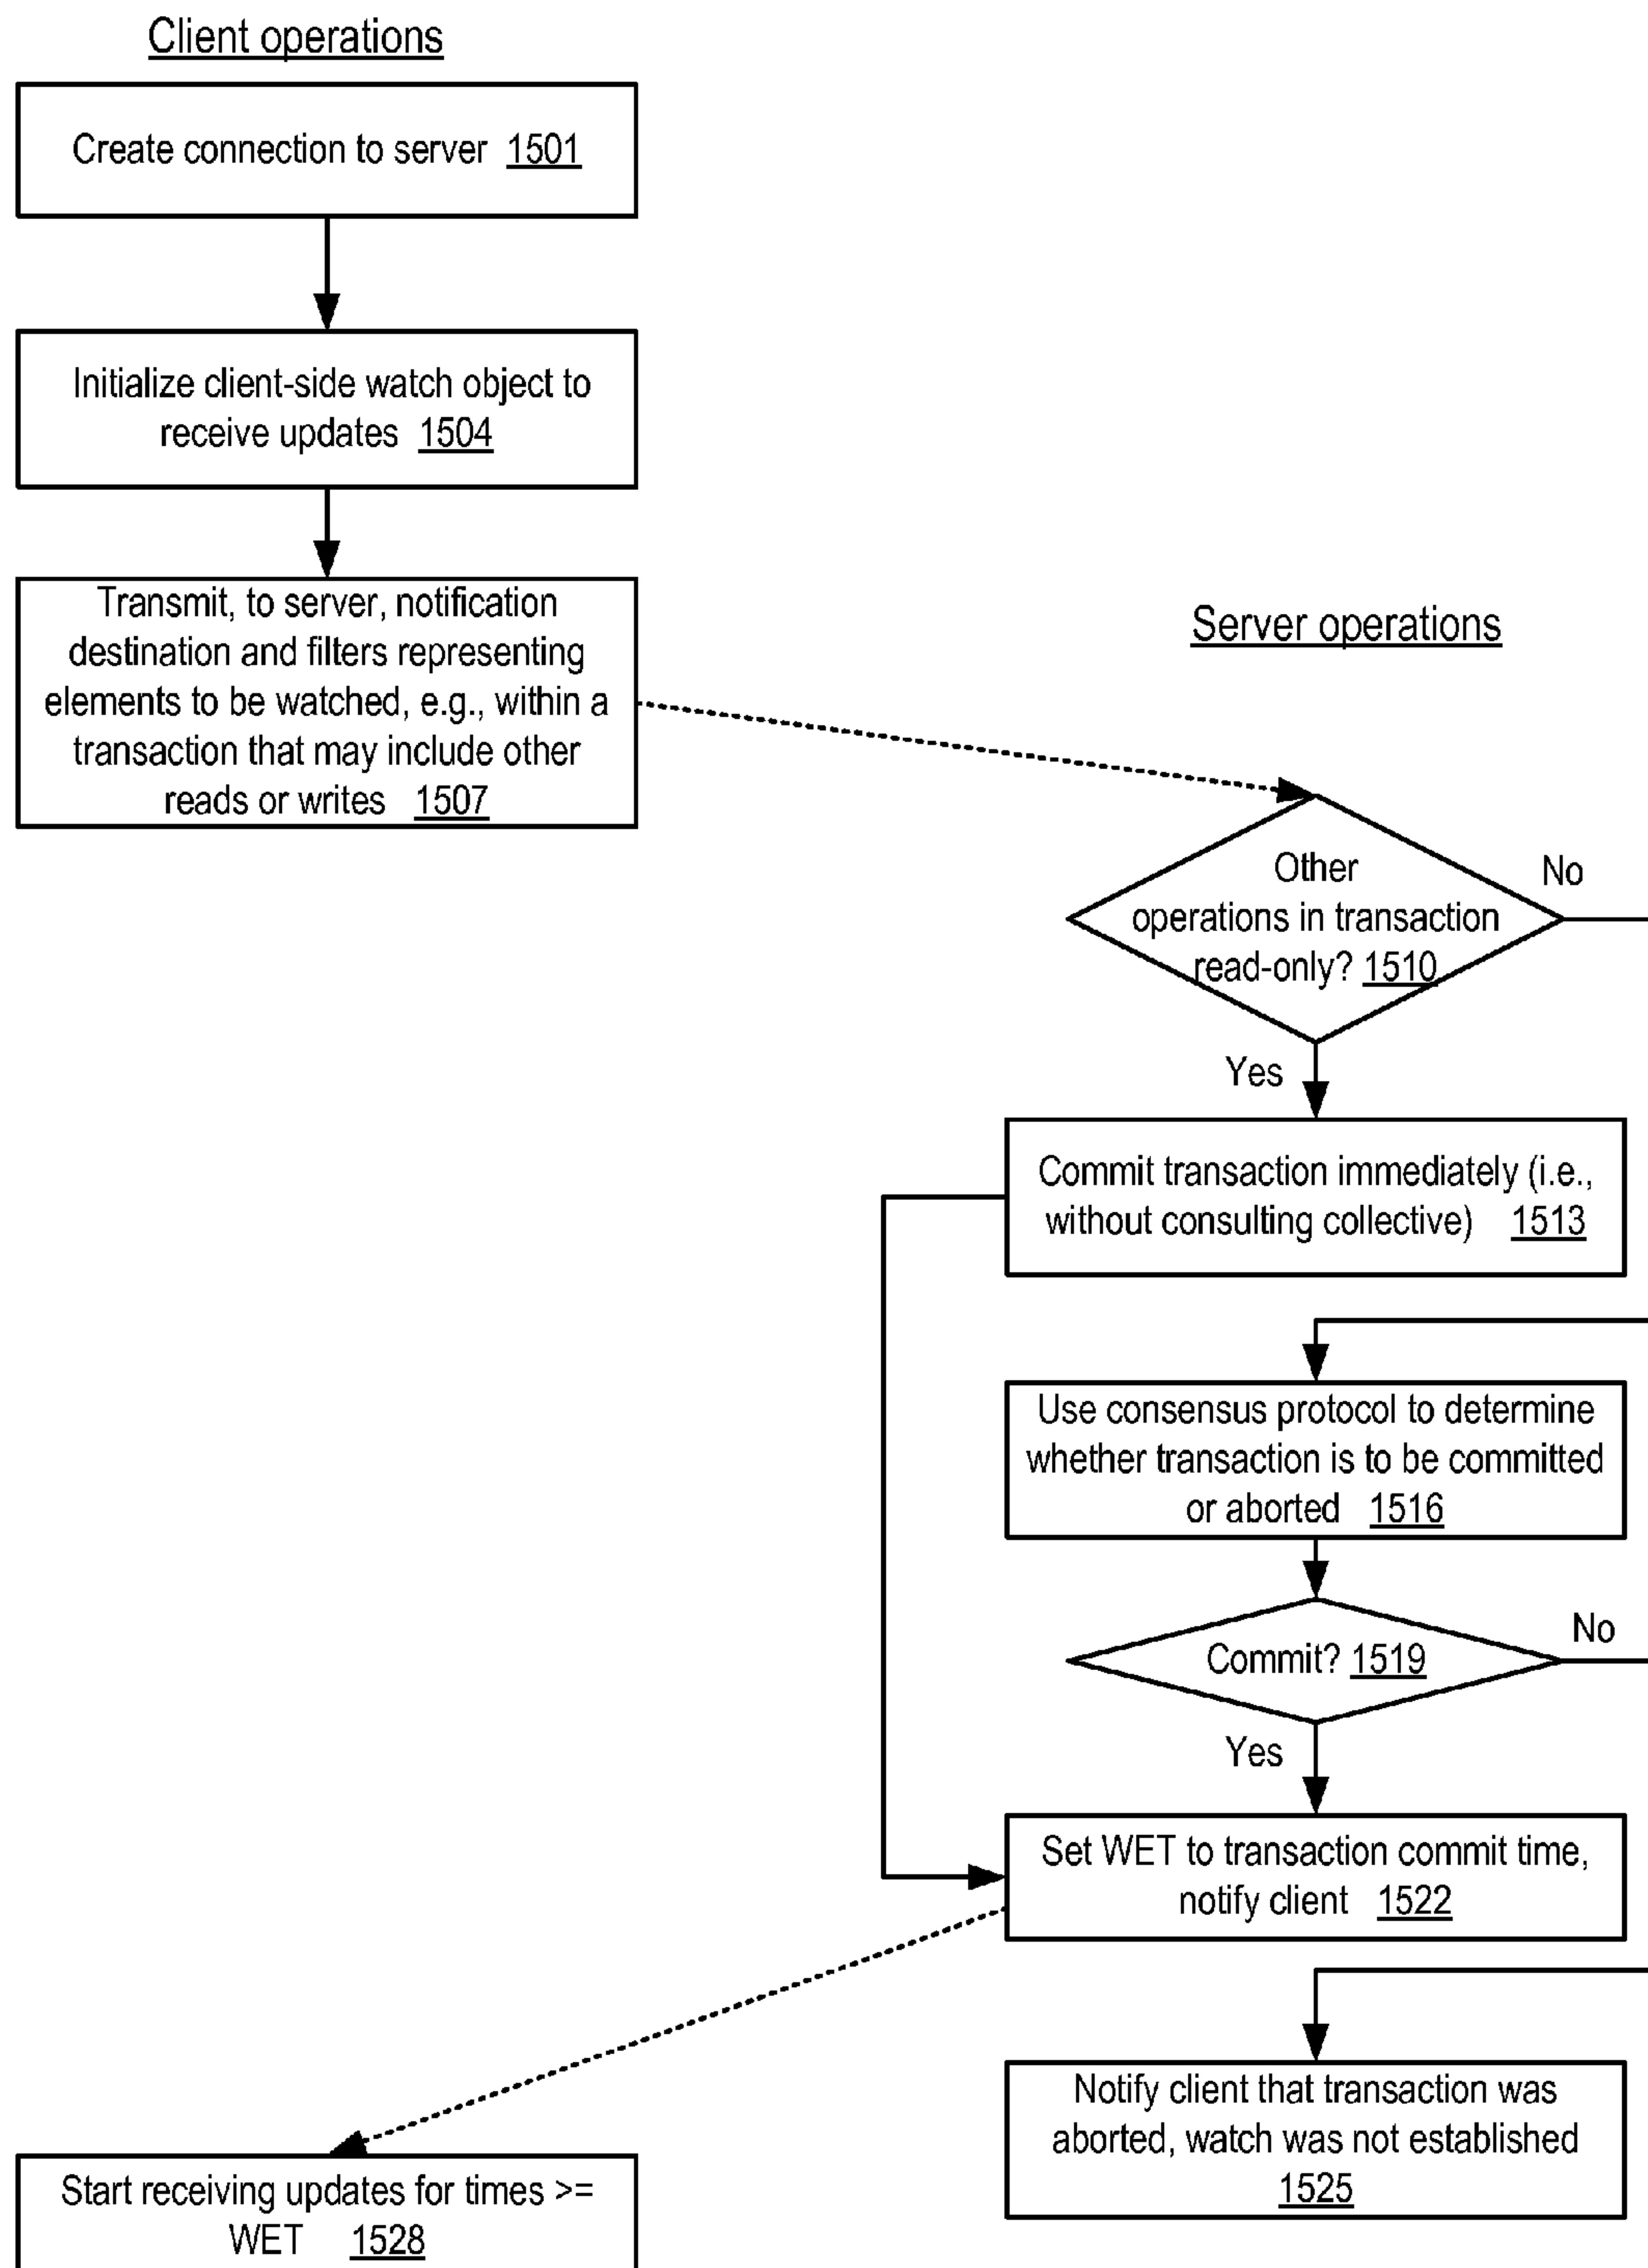 Client operations
Create connection to server 1501
Initialize client-side watch object to
receive updates 1504
Transmit, to server, notification
destination and filters representing
elements to be watched, e.g., within a
transaction that may include other
reads or writes 1507
Server operations
Other
operations in transaction
read-only? 1510
No
Yes
Commit transaction immediately (i.e.,
without consulting collective) 1513
Use consensus protocol to determine
whether transaction is to be committed
or aborted 1516
Commit? 1519
No
Yes
Set WET to transaction commit time,
notify client 1522
Notify client that transaction was
aborted, watch was not established
1525
Start receiving updates for times >=
WET 1528